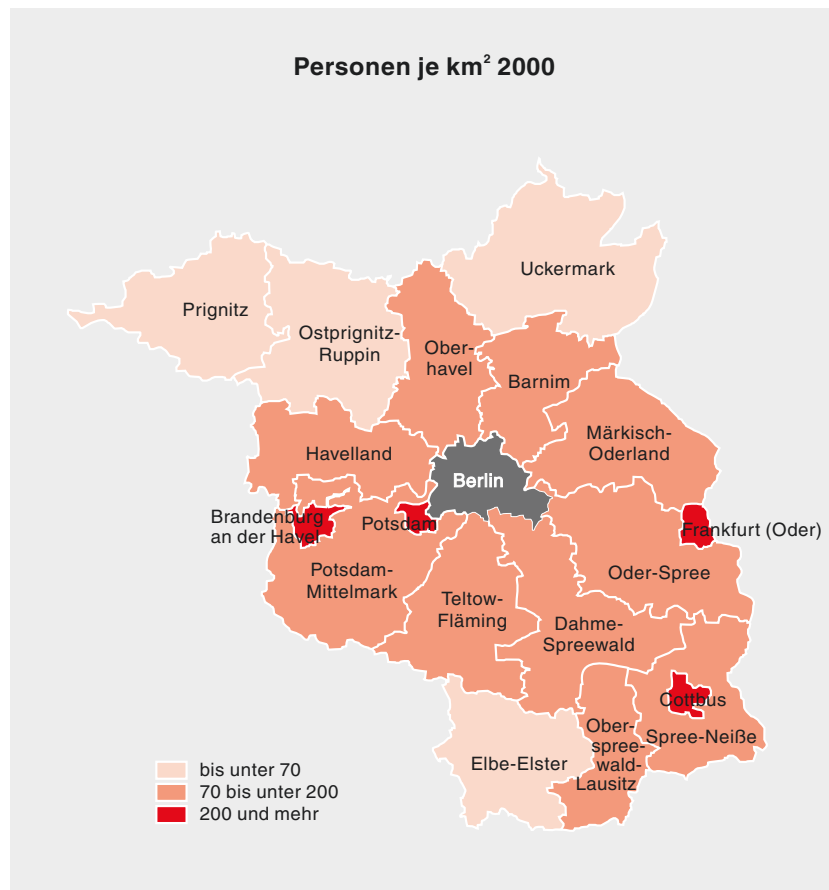 Personen je km² 2000
Uckermark
Prignitz
Ostprignitz-
Ruppin
Ober-
havel
Barnim
Havelland
Märkisch-
Oderland
Berlin
Brandenburg
an der Havel
Potsdam
Frankfurt (Oder)
Potsdam-
Mittelmark
Oder-Spree
Teltow-
Fläming
Dahme-
Spreewald
Cottbus
Spree-Neiße
Ober-
spree-
wald-
Lausitz
Elbe-Elster
bis unter 70
70 bis unter 200
200 und mehr